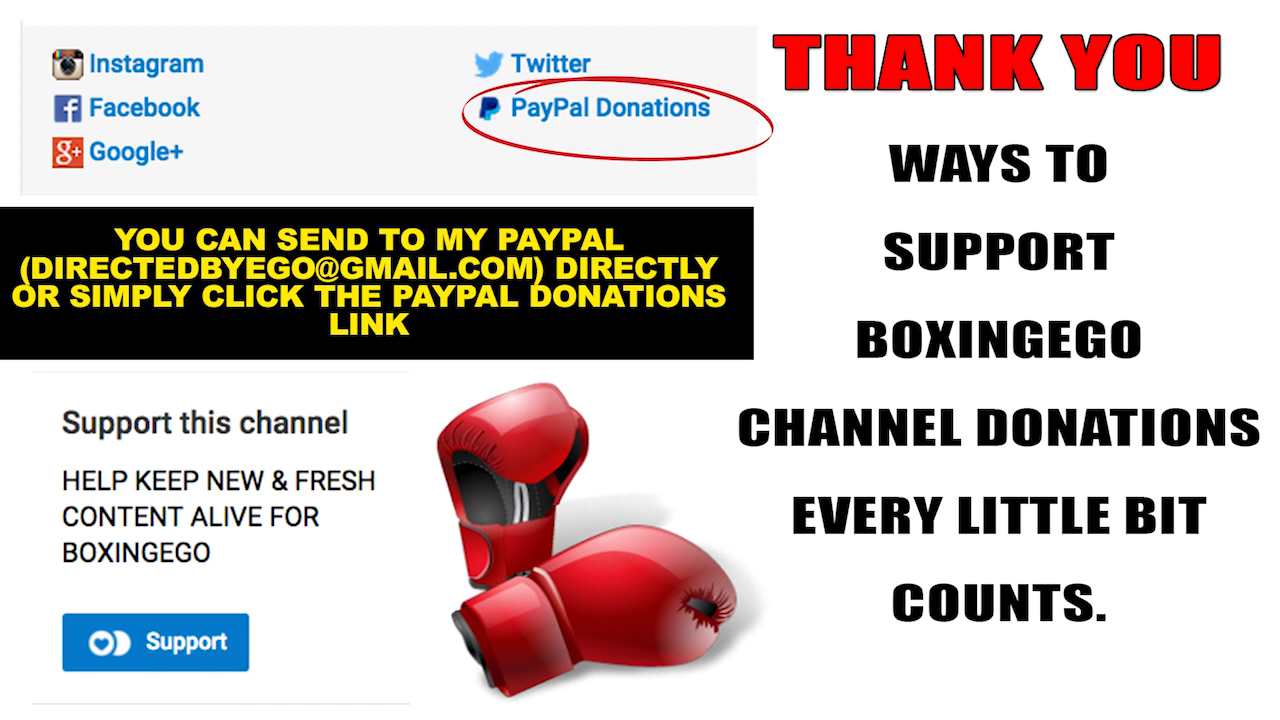 Instagram
Twitter
Facebook
PayPal Donations
Google+
YOU CAN SEND TO MY PAYPAL
(DIRECTEDBYEGO@GMAIL.COM) DIRECTLY
OR SIMPLY CLICK THE PAYPAL DONATIONS
LINK
Support this channel
HELP KEEP NEW & FRESH
CONTENT ALIVE FOR
BOXINGEGO
Support
THANK YOU
WAYS TO
SUPPORT
BOXINGEGO
CHANNEL DONATIONS
EVERY LITTLE BIT
COUNTS.